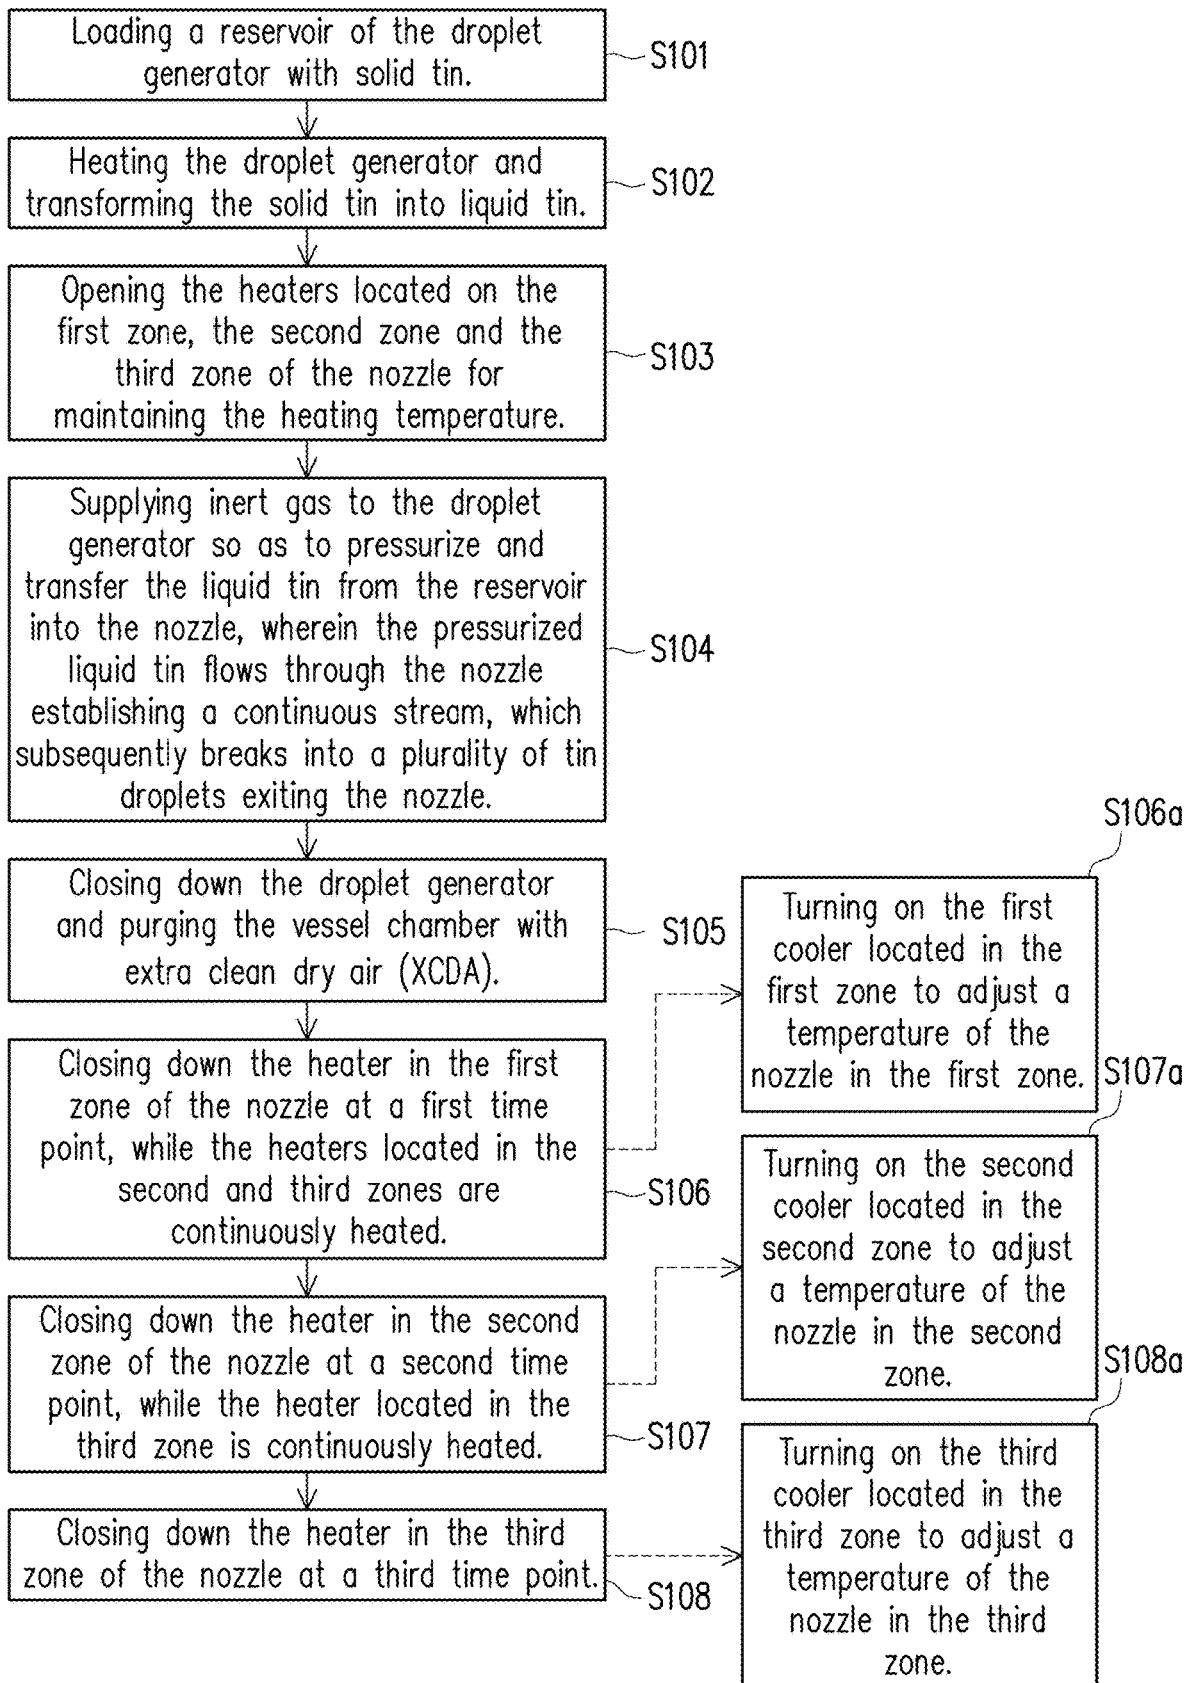 Loading a reservoir of the droplet
generator with solid tin.
S101
Heating the droplet generator and
transforming the solid tin into liquid tin.
S102
Opening the heaters located on the
first zone, the second zone and the
third zone of the nozzle for
maintaining the heating temperature.
S103
Supplying inert gas to the droplet
generator so as to pressurize and
transfer the liquid tin from the reservoir
into the nozzle, wherein the pressurized
liquid tin flows through the nozzle
establishing a continuous stream, which
subsequently breaks into a plurality of tin
droplets exiting the nozzle.
S104
Closing down the droplet generator
and purging the vessel chamber with
extra clean dry air (XCDA).
S105
Closing down the heater in the first
zone of the nozzle at a first time
point, while the heaters located in the
second and third zones are
continuously heated.
S106
S106a
Turning on the first
cooler located in the
first zone to adjust a
temperature of the
nozzle in the first zone.
Closing down the heater in the second
zone of the nozzle at a second time
point, while the heater located in the
third zone is continuously heated.
S107
S107a
Turning on the second
cooler located in the
second zone to adjust
a temperature of the
nozzle in the second
zone.
Closing down the heater in the third
zone of the nozzle at a third time point.
S108
S108a
Turning on the third
cooler located in the
third zone to adjust a
temperature of the
nozzle in the third
zone.